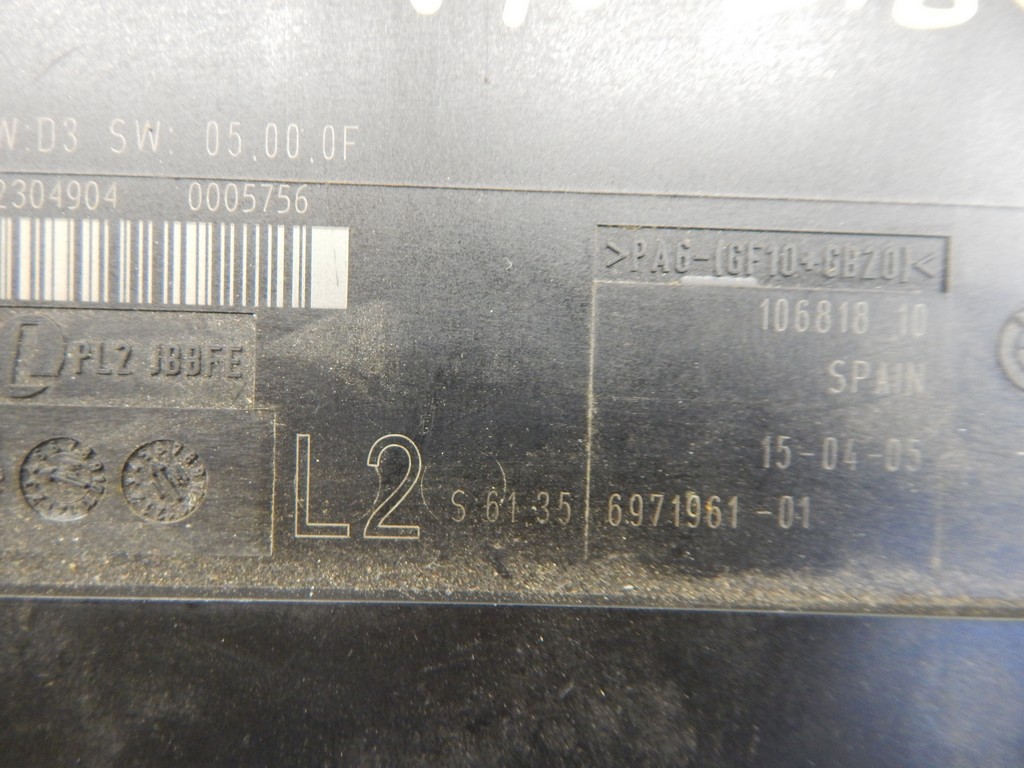 W:D3 SW: 05.00.0F
2304904 0005756
>PA6-(GF10+GB20)<
106818 10
PL2 JBBFE
SPAIN
15-04-05
L2 S 61.35 6971961-01